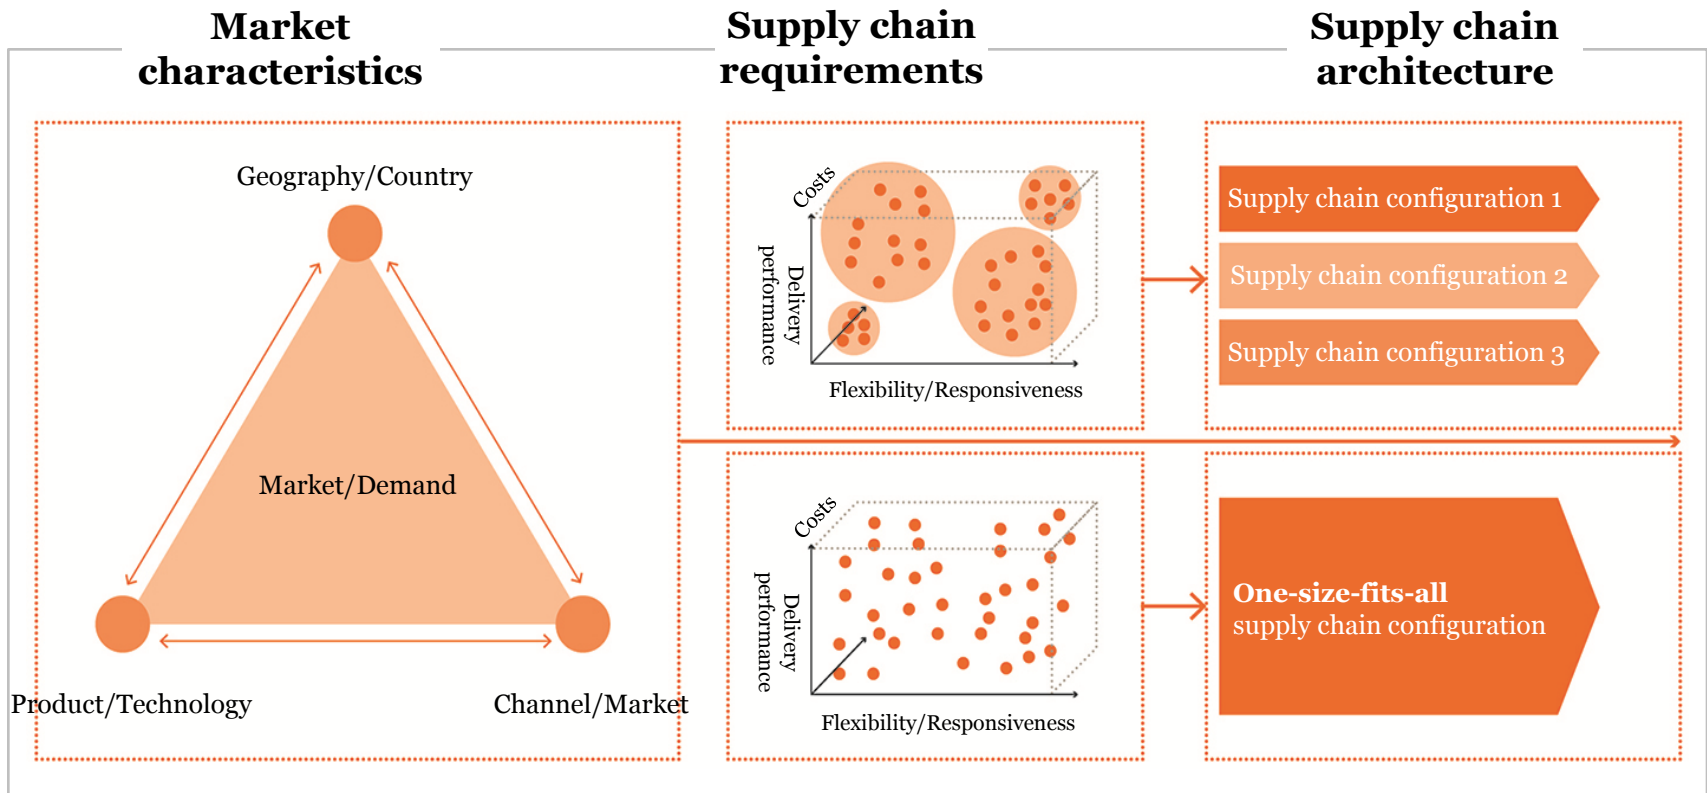 Market
characteristics
Supply chain
requirements
Supply chain
architecture
Geography/Country
Market/Demand
Product/Technology
Channel/Market
Costs
Delivery
performance
Flexibility/Responsiveness
Supply chain configuration 1
Supply chain configuration 2
Supply chain configuration 3
Costs
Delivery
performance
Flexibility/Responsiveness
One-size-fits-all
supply chain configuration